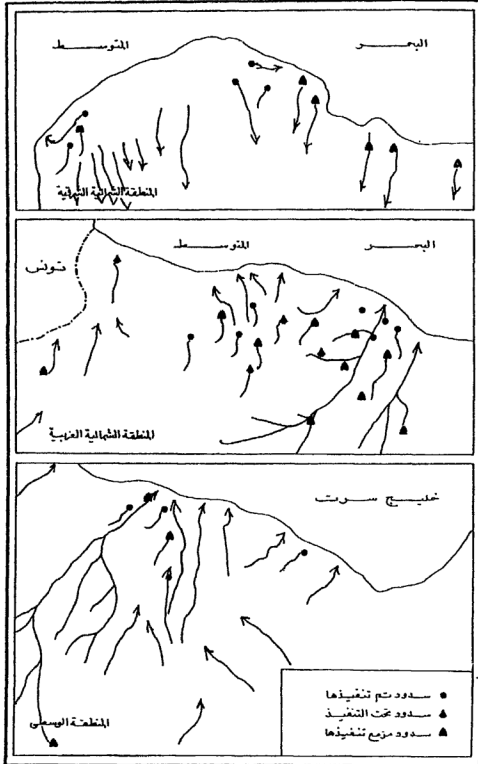 البحر المتوسط
المنطقة الشمالية الشرقية
البحر المتوسط
تونس
المنطقة الشمالية الغربية
خليج سرت
المنطقة الوسطى
سدود تم تنفيذها
سدود تحت التنفيذ
سدود مزمع تنفيذها